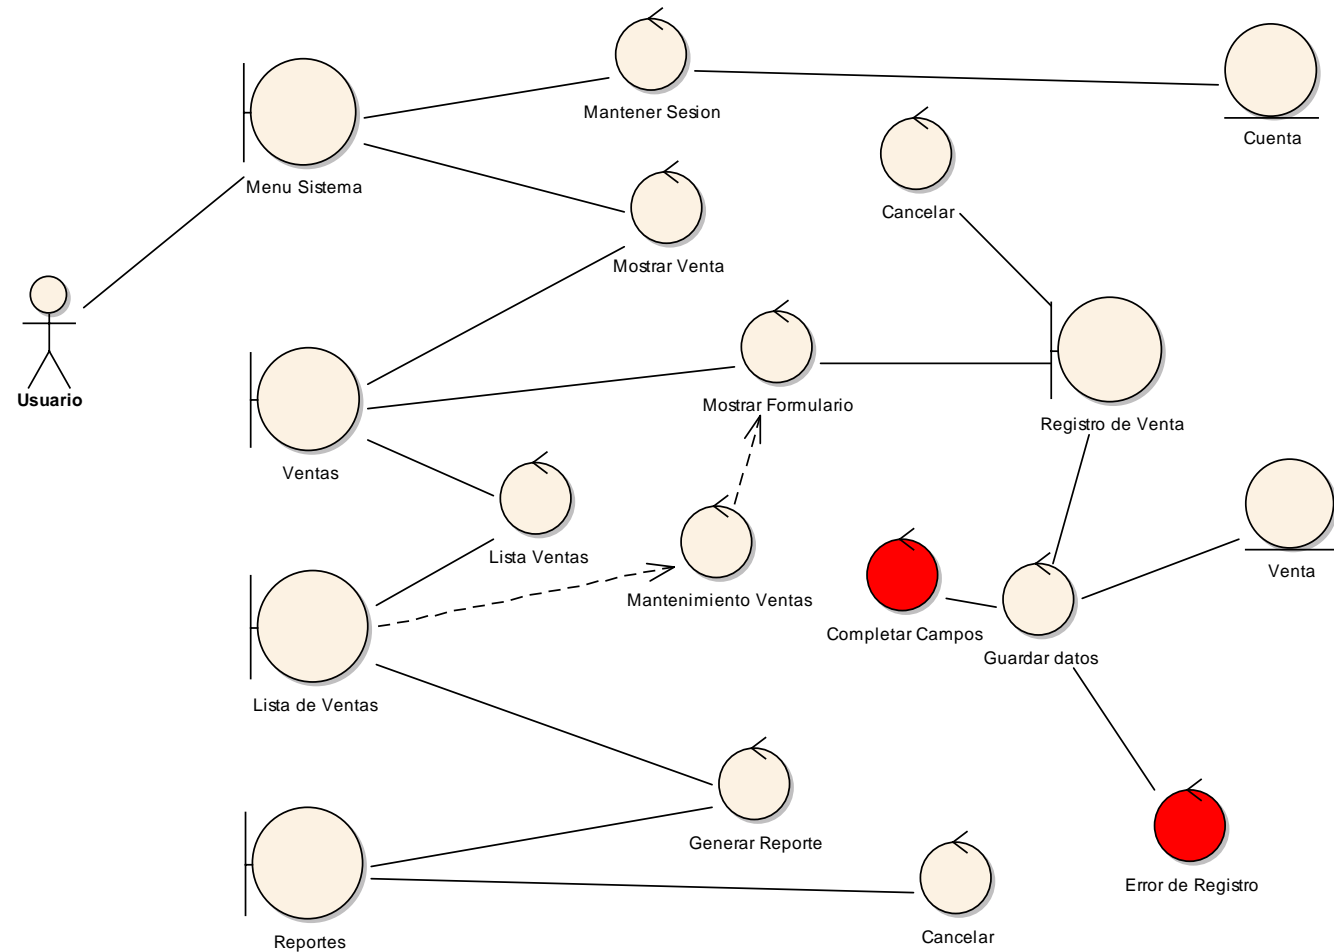 Mantener Sesion
Cuenta
Menu Sistema
Cancelar
Mostrar Venta
Usuario
Mostrar Formulario
Registro de Venta
Ventas
Lista Ventas
Venta
Mantenimiento Ventas
Completar Campos
Guardar datos
Lista de Ventas
Generar Reporte
Error de Registro
Cancelar
Reportes